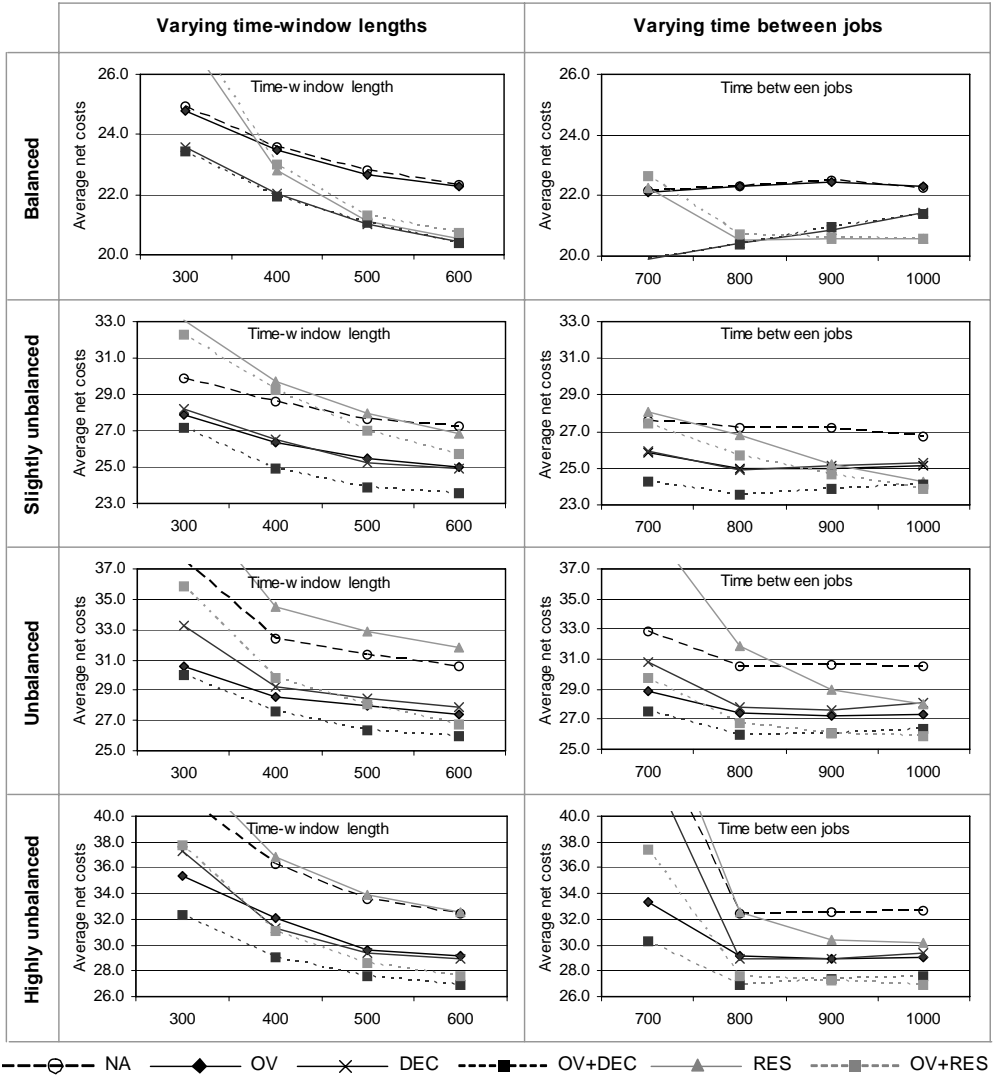 Varying time-window lengths
Varying time between jobs
Balanced
Average net costs
26.0
24.0
22.0
20.0
Time-window length
300 400 500 600
Average net costs
26.0
24.0
22.0
20.0
Time between jobs
700 800 900 1000
Slightly unbalanced
Average net costs
33.0
31.0
29.0
27.0
25.0
23.0
Time-window length
300 400 500 600
Average net costs
33.0
31.0
29.0
27.0
25.0
23.0
Time between jobs
700 800 900 1000
Unbalanced
Average net costs
37.0
35.0
33.0
31.0
29.0
27.0
25.0
Time-window length
300 400 500 600
Average net costs
37.0
35.0
33.0
31.0
29.0
27.0
25.0
Time between jobs
700 800 900 1000
Highly unbalanced
Average net costs
40.0
38.0
36.0
34.0
32.0
30.0
28.0
26.0
Time-window length
300 400 500 600
Average net costs
40.0
38.0
36.0
34.0
32.0
30.0
28.0
26.0
Time between jobs
700 800 900 1000
NA OV DEC OV+DEC RES OV+RES